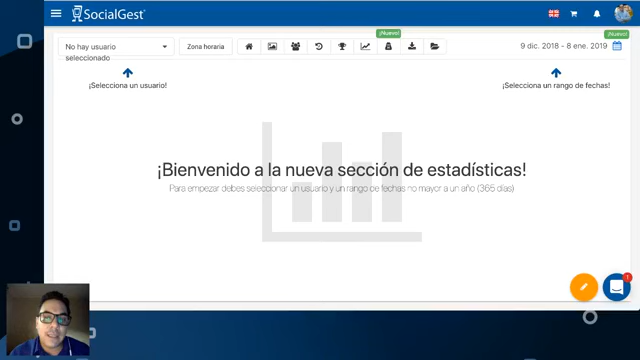 SocialGest
¡Nuevo!
¡Nuevo!
No hay usuario
seleccionado
Zona horaria
9 dic. 2018 - 8 ene. 2019
¡Selecciona un usuario!
¡Selecciona un rango de fechas!
¡Bienvenido a la nueva sección de estadísticas!
Para empezar debes seleccionar un usuario y un rango de fechas no mayor a un año (365 días)
1